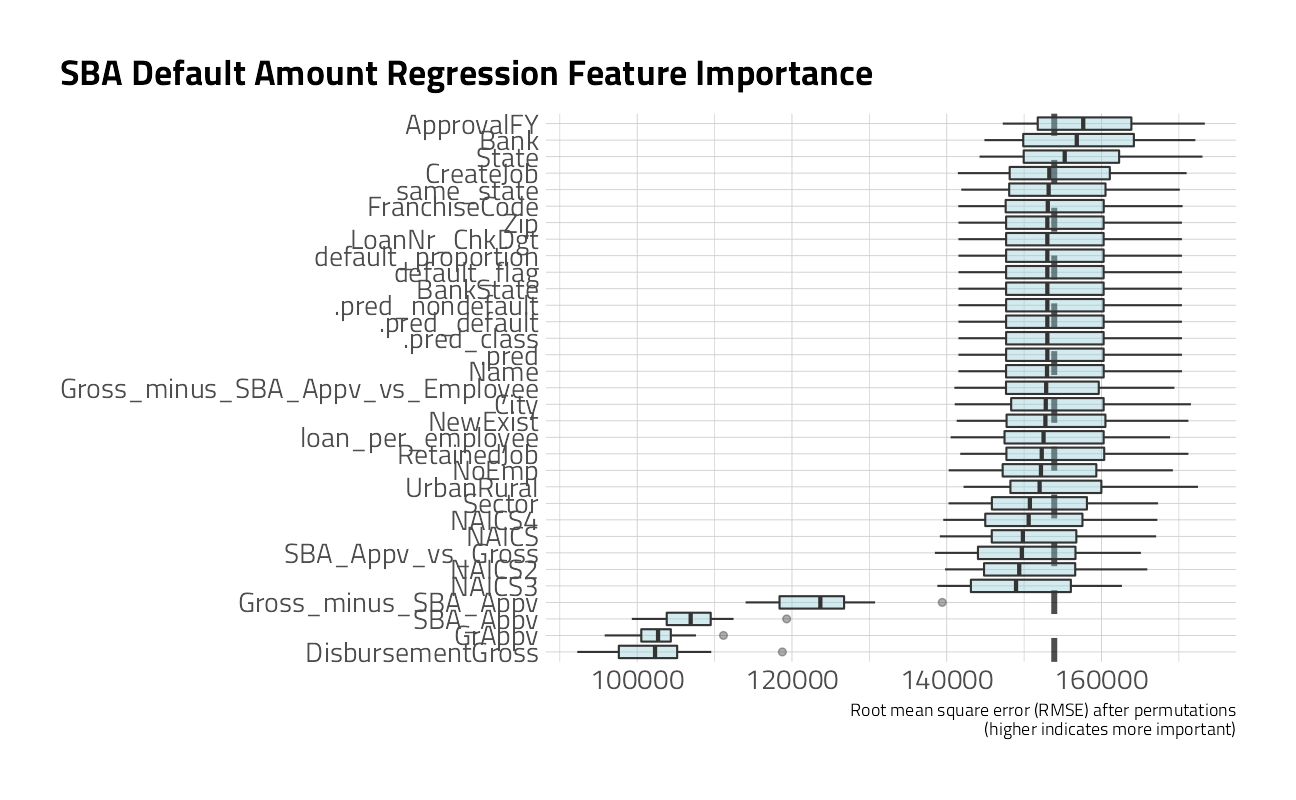 SBA Default Amount Regression Feature Importance
ApprovalFY
Bank
State
CreateJob
same_state
FranchiseCode
Zip
LoanNr_ChkDgt
default_proportion
default_flag
BankState
.pred_nondefault
.pred_default
.pred_class
.pred
Name
Gross_minus_SBA_Appv_vs_Employee
City
NewExist
loan_per_employee
RetainedJob
NoEmp
UrbanRural
Sector
NAICS4
NAICS
SBA_Appv_vs_Gross
NAICS2
NAICS3
Gross_minus_SBA_Appv
SBA_Appv
GrAppv
DisbursementGross
100000 120000 140000 160000
Root mean square error (RMSE) after permutations
(higher indicates more important)